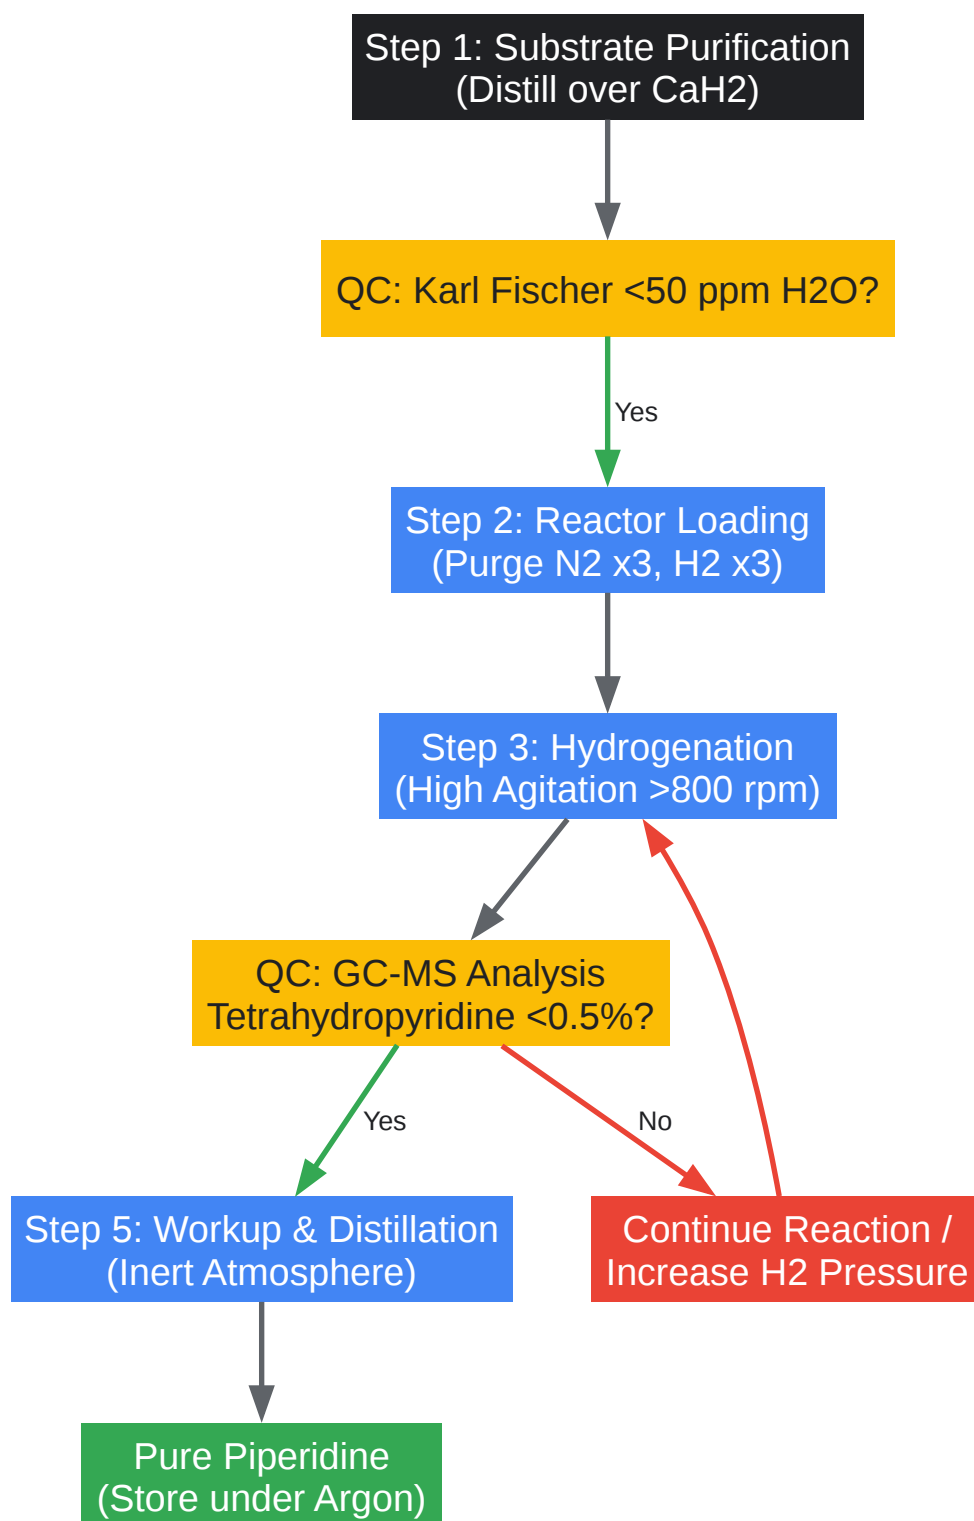 Step 1: Substrate Purification
(Distill over CaH2)
QC: Karl Fischer <50 ppm H2O?
Yes
Step 2: Reactor Loading
(Purge N2 x3, H2 x3)
Step 3: Hydrogenation
(High Agitation >800 rpm)
QC: GC-MS Analysis
Tetrahydropyridine <0.5%?
Yes
No
Step 5: Workup & Distillation
(Inert Atmosphere)
Continue Reaction /
Increase H2 Pressure
Pure Piperidine
(Store under Argon)